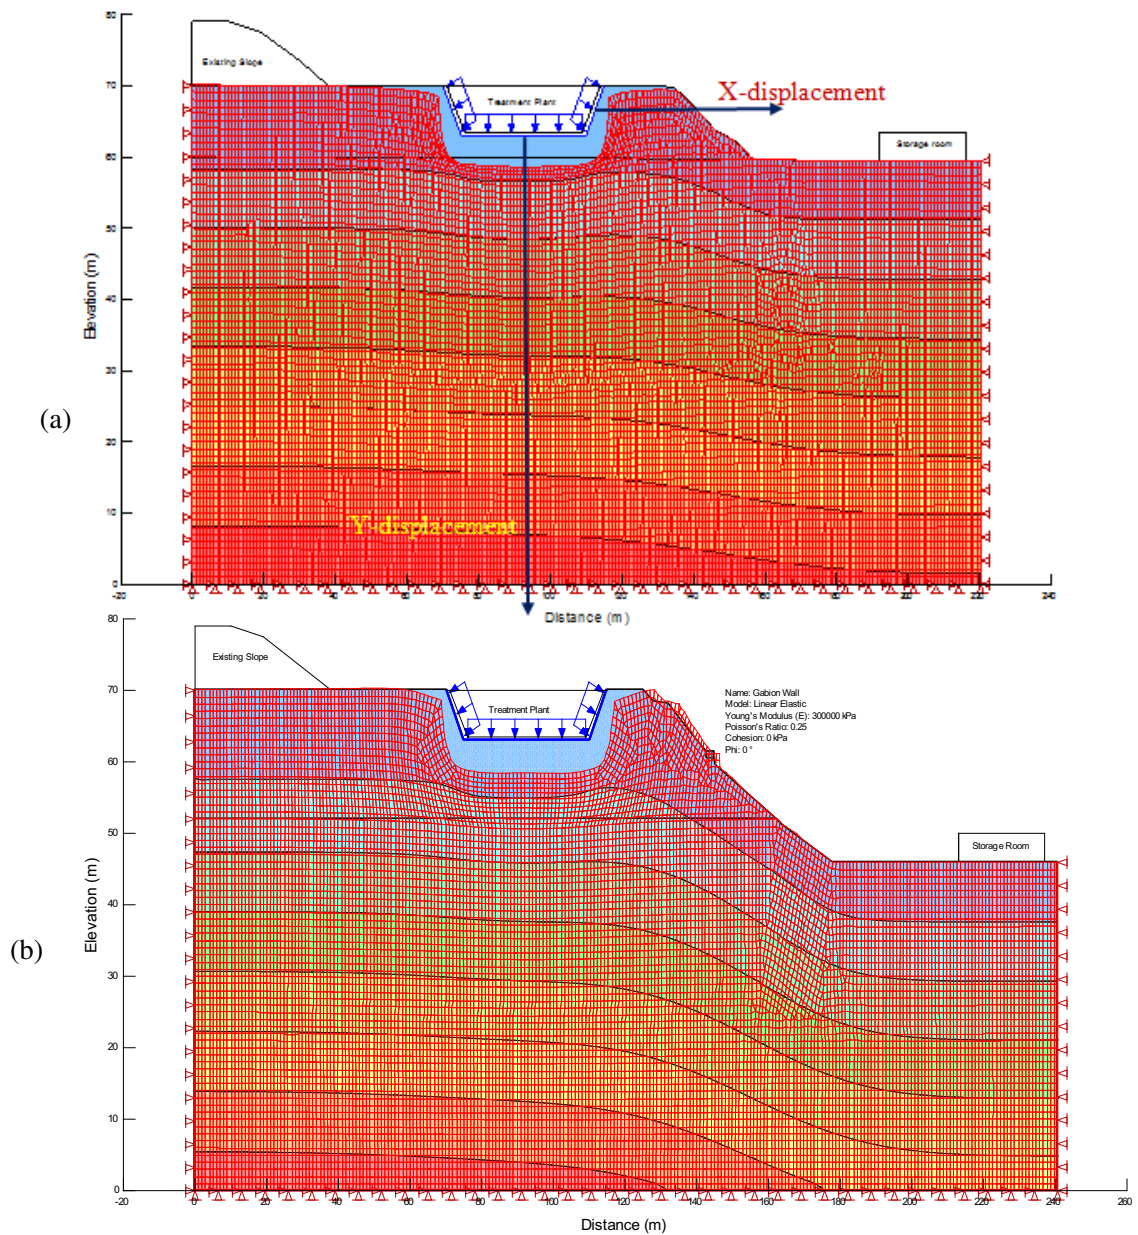 80
70
60
50
40
30
20
10
0
Elevation (m)
Existing Slope
Treatment Plant
X-displacement
Storage room
Y-displacement
(a)
-20 0 20 40 60 80 100 120 140 160 180 200 220 240
Distance (m)
80
70
60
50
40
30
20
10
0
Elevation (m)
Existing Slope
Treatment Plant
Name: Gabion Wall
Model: Linear Elastic
Young's Modulus (E): 300000 kPa
Poisson's Ratio: 0.25
Cohesion: 0 kPa
Phi: 0 °
Storage Room
(b)
-20 0 20 40 60 80 100 120 140 160 180 200 220 240 260
Distance (m)